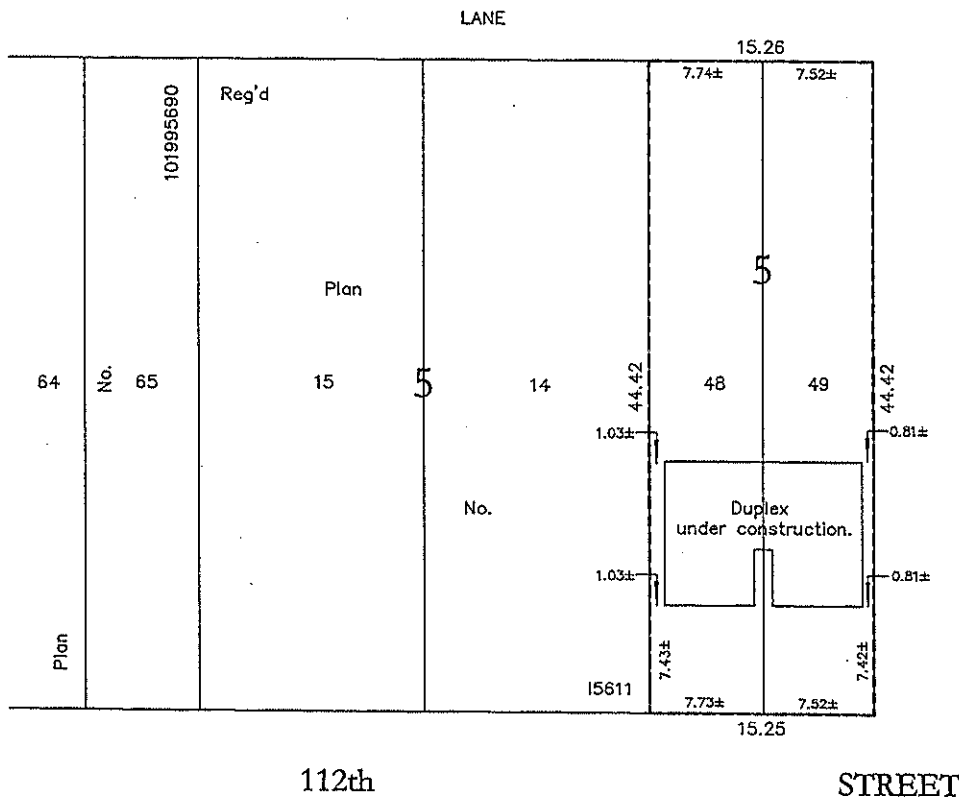 LANE
15.26
7.74±
7.52±
Reg'd
101995690
5
Plan
64
No.
65
15
5
14
44.42
48
49
44.42
1.03±
0.81±
No.
Duplex
under construction.
1.03±
0.81±
Plan
7.43±
7.42±
I5611
7.73±
7.52±
15.25
112th
STREET